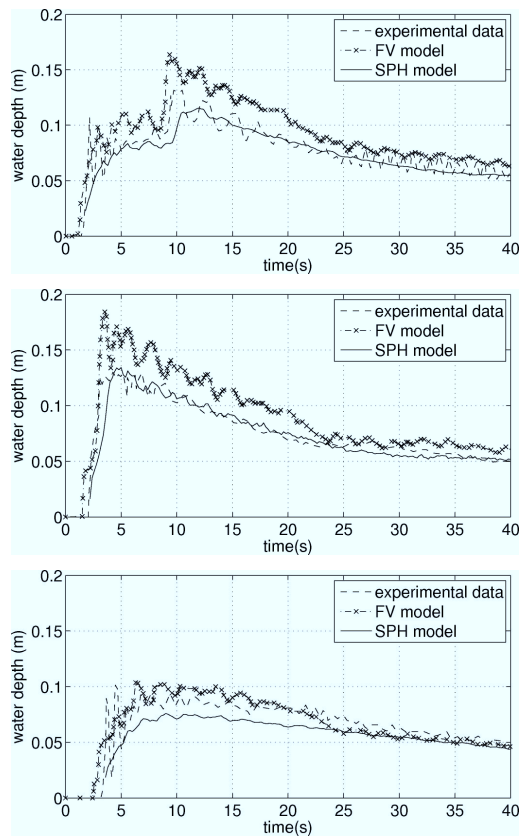 0.2
0.15
0.1
0.05
0
water depth (m)
experimental data
FV model
SPH model
0 5 10 15 20 25 30 35 40
time(s)
0.2
0.15
0.1
0.05
0
water depth (m)
experimental data
FV model
SPH model
0 5 10 15 20 25 30 35 40
time(s)
0.2
0.15
0.1
0.05
0
water depth (m)
experimental data
FV model
SPH model
0 5 10 15 20 25 30 35 40
time(s)